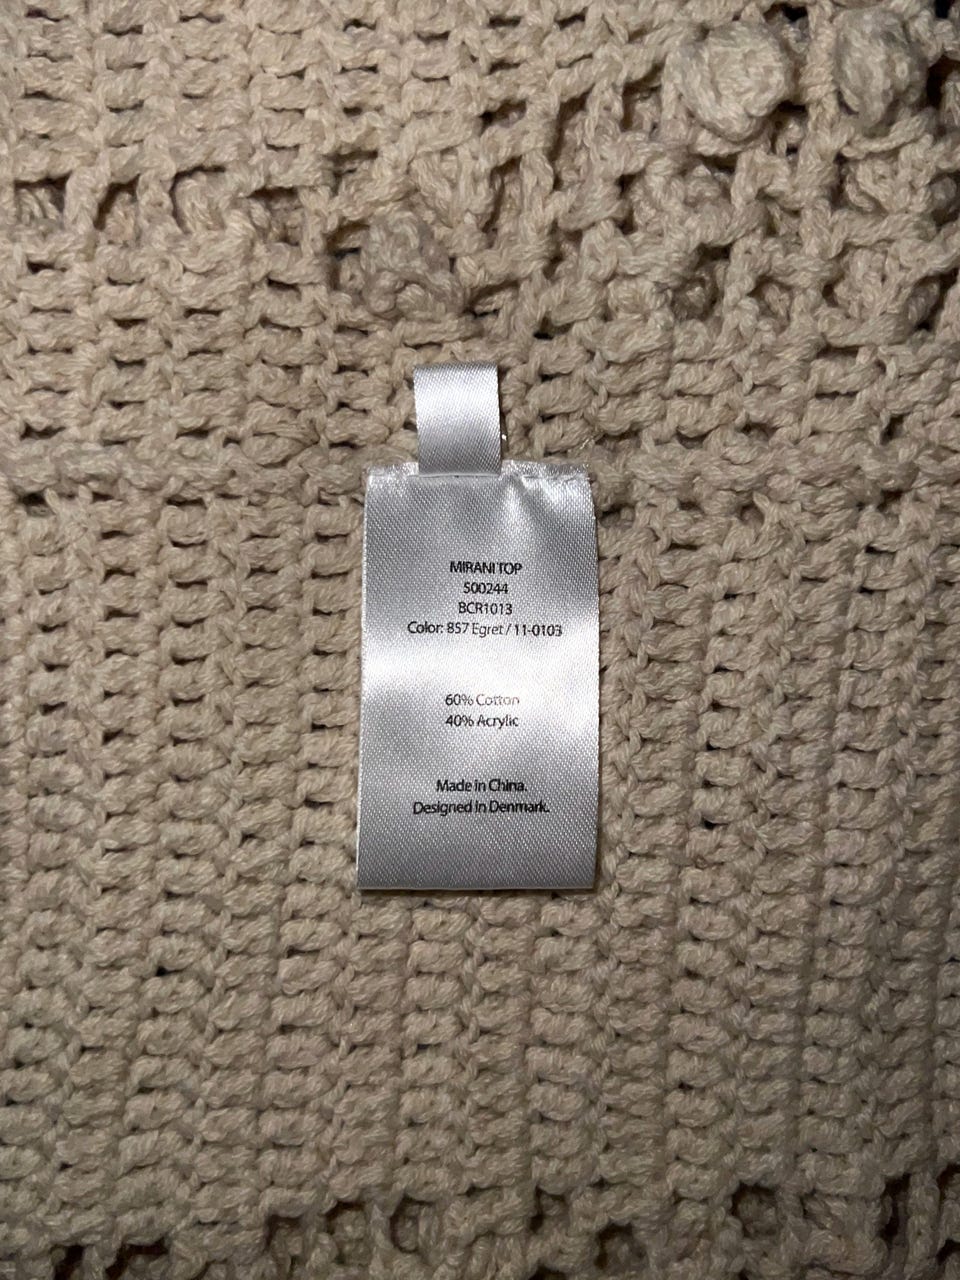 MIRANI TOP
500244
BCR1013
Color: 857 Egret / 11-0103
60% Cotton
40% Acrylic
Made in China.
Designed in Denmark.